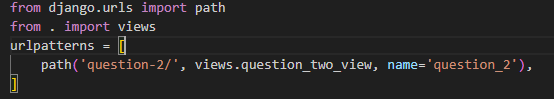 from django.urls import path
from . import views
urlpatterns = [
    path('question-2/', views.question_two_view, name='question_2'),
]